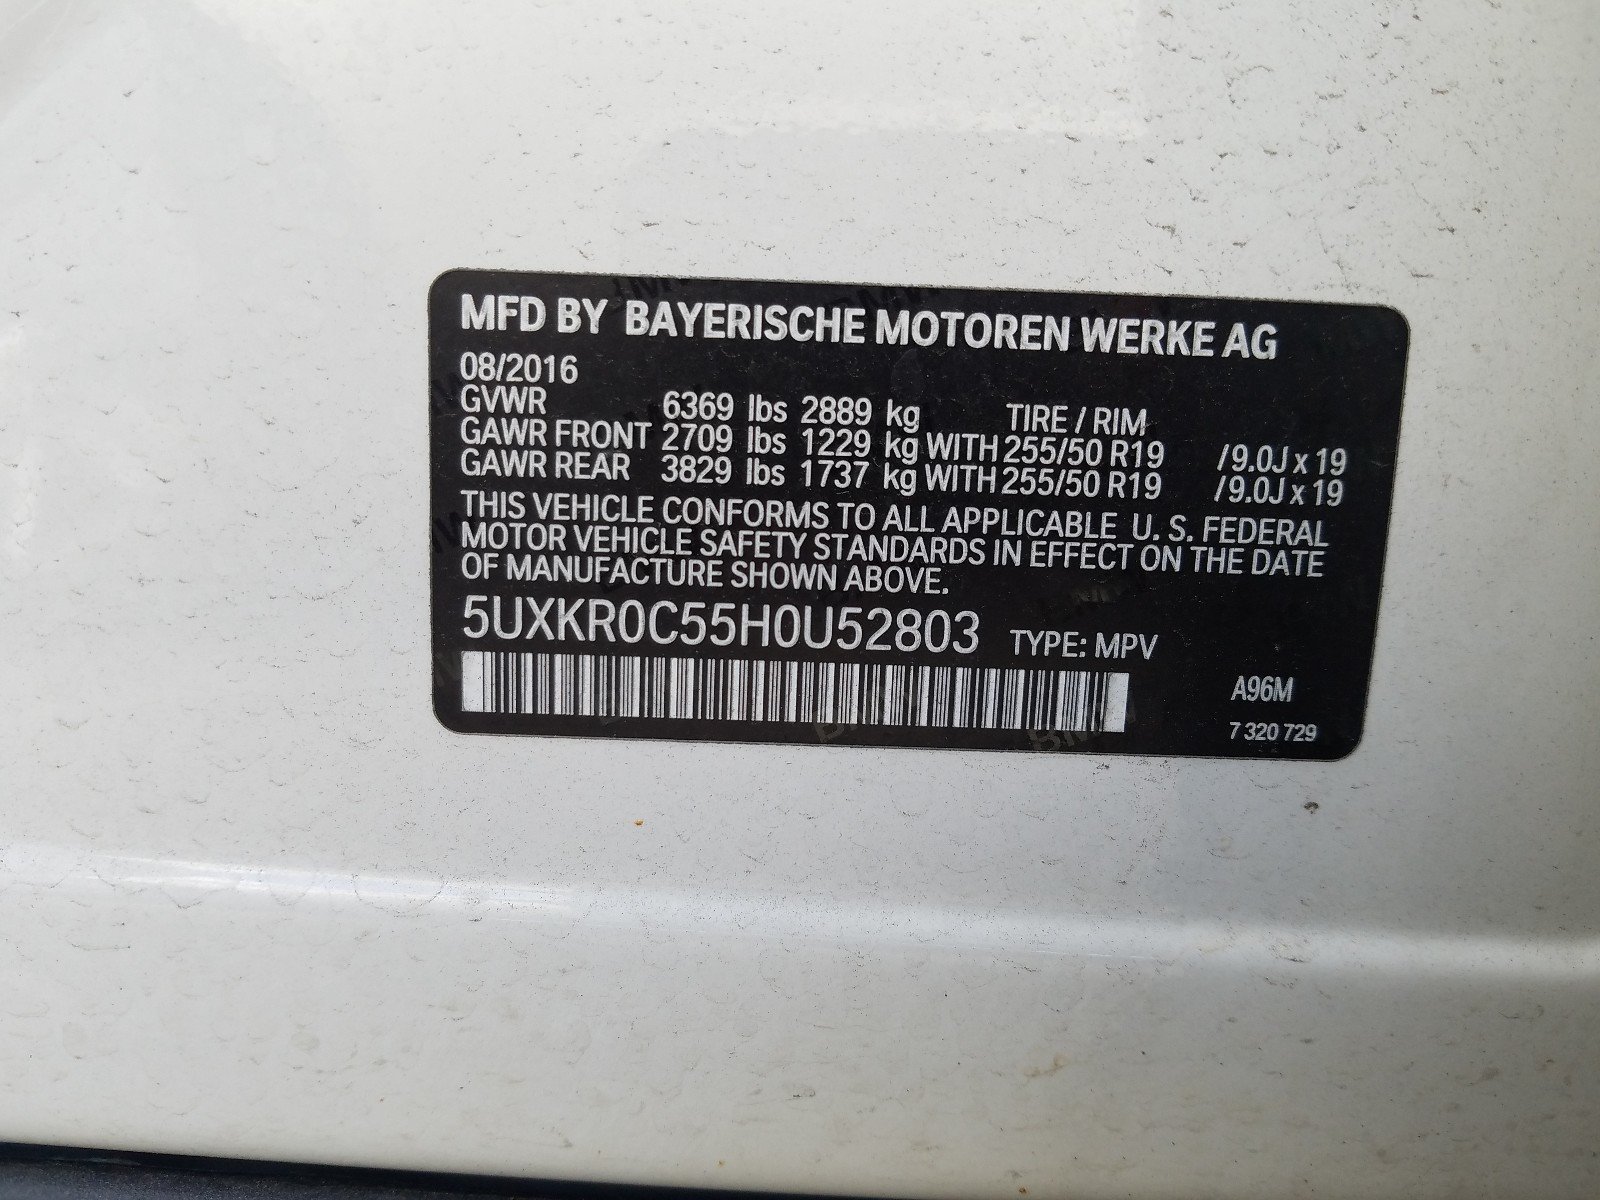 MFD BY BAYERISCHE MOTOREN WERKE AG
08/2016
GVWR 6369 lbs 2889 kg TIRE / RIM
GAWR FRONT 2709 lbs 1229 kg WITH 255/50 R19 /9.0J x 19
GAWR REAR 3829 lbs 1737 kg WITH 255/50 R19 /9.0J x 19
THIS VEHICLE CONFORMS TO ALL APPLICABLE U. S. FEDERAL
MOTOR VEHICLE SAFETY STANDARDS IN EFFECT ON THE DATE
OF MANUFACTURE SHOWN ABOVE.
5UXKR0C55H0U52803 TYPE: MPV
A96M
7 320 729